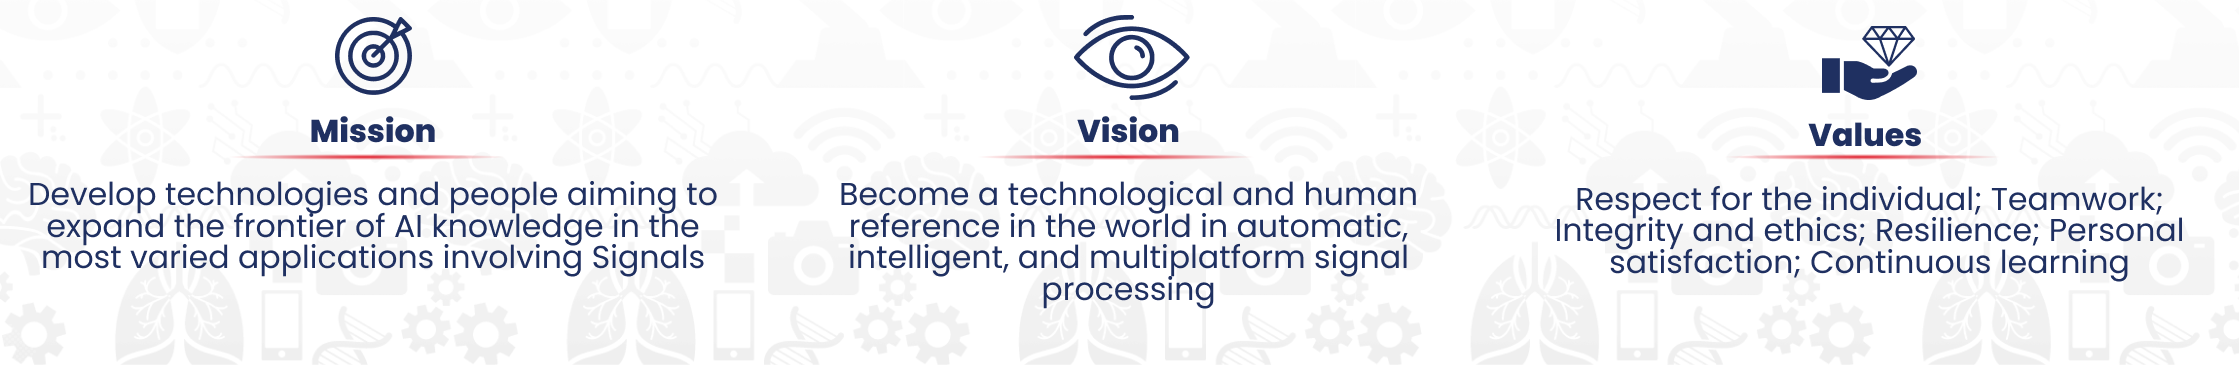 Mission
Develop technologies and people aiming to
expand the frontier of AI knowledge in the
most varied applications involving Signals
Vision
Become a technological and human
reference in the world in automatic,
intelligent, and multiplatform signal
processing
Values
Respect for the individual; Teamwork;
Integrity and ethics; Resilience; Personal
satisfaction; Continuous learning